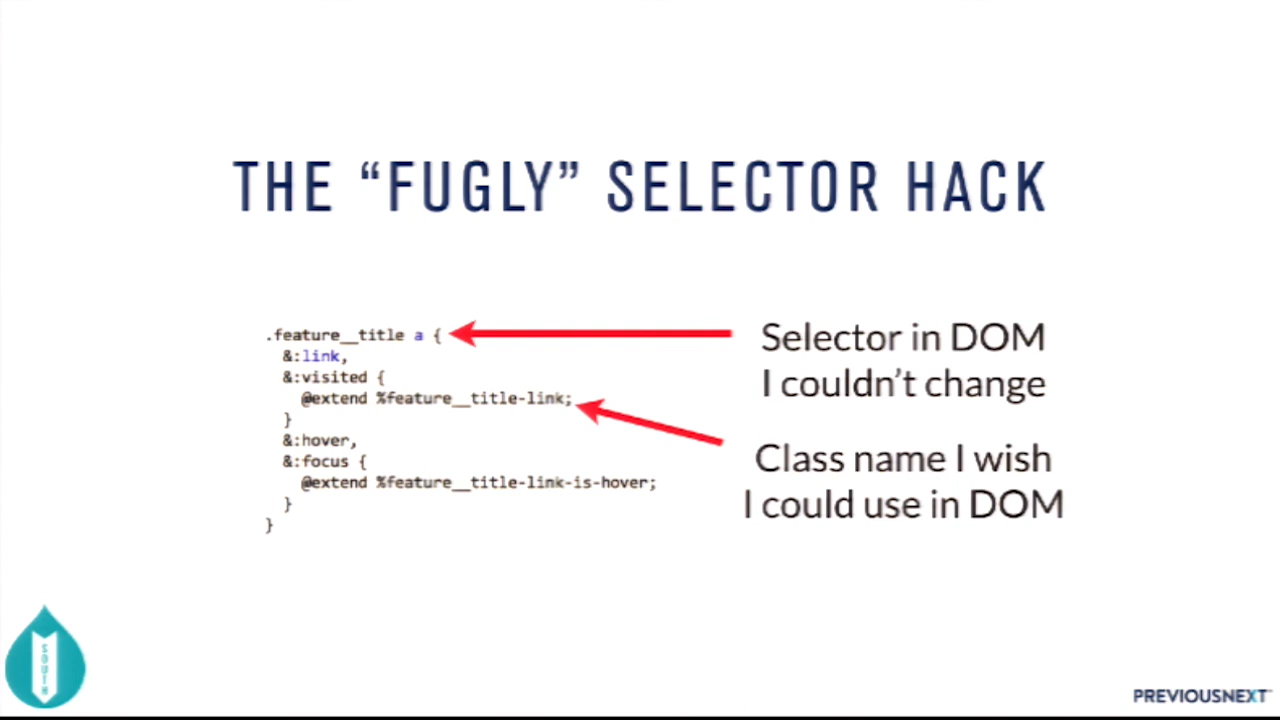 THE “FUGLY” SELECTOR HACK
.feature__title a {
&:link,
&:visited {
@extend %feature__title-link;
}
&:hover,
&:focus {
@extend %feature__title-link-is-hover;
}
}
Selector in DOM
I couldn’t change
Class name I wish
I could use in DOM
SOUTH
PREVIOUSNEXT